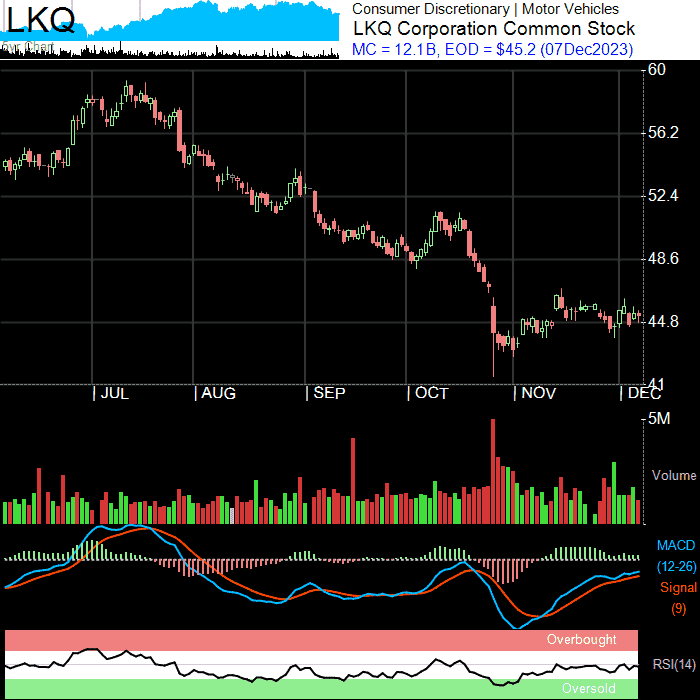 LKQ
Consumer Discretionary | Motor Vehicles
LKQ Corporation Common Stock
MC = 12.1B, EOD = $45.2 (07Dec2023)
5yr. Chart
60
56.2
52.4
48.6
44.8
41
JUL
AUG
SEP
OCT
NOV
DEC
5M
Volume
MACD
(12-26)
Signal
(9)
Overbought
RSI(14)
Oversold